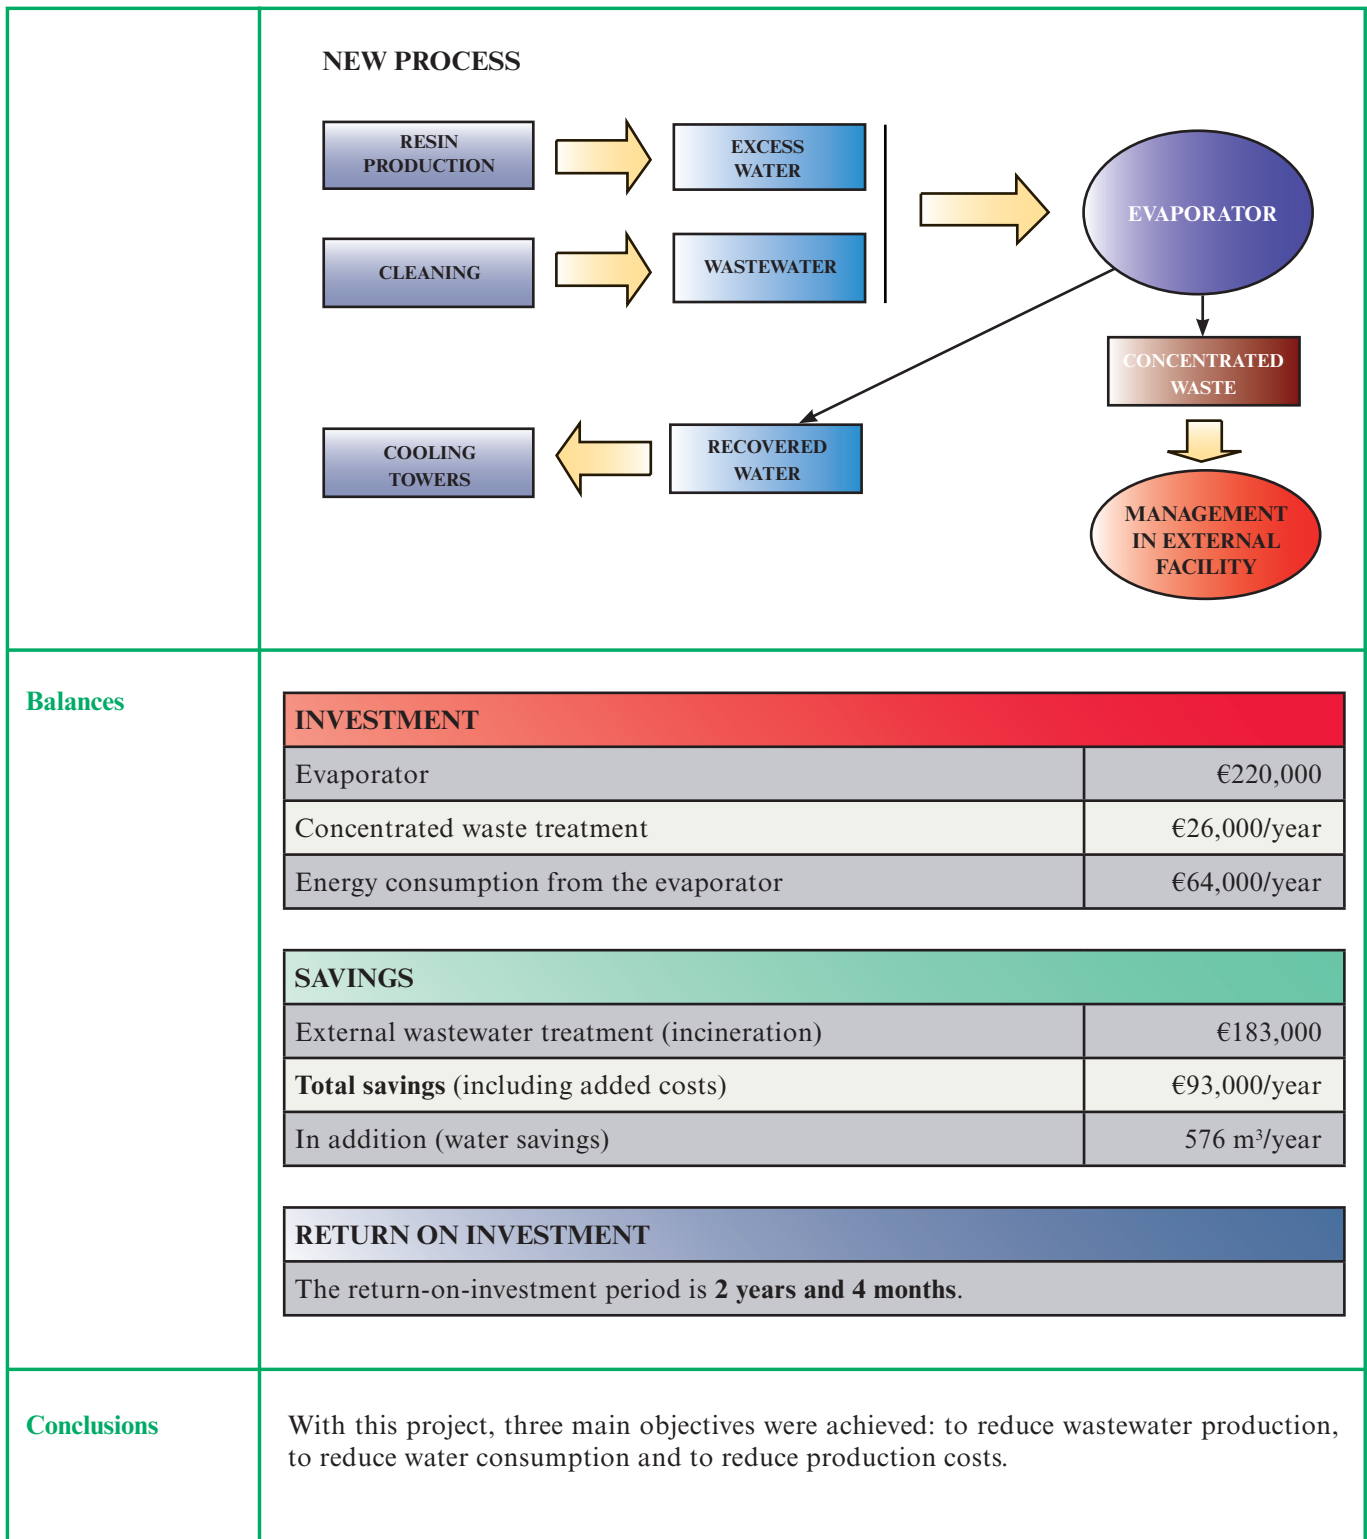 NEW PROCESS
RESIN
PRODUCTION
EXCESS
WATER
EVAPORATOR
CLEANING
WASTEWATER
CONCENTRATED
WASTE
COOLING
TOWERS
RECOVERED
WATER
MANAGEMENT
IN EXTERNAL
FACILITY
Balances
INVESTMENT
Evaporator €220,000
Concentrated waste treatment €26,000/year
Energy consumption from the evaporator €64,000/year
SAVINGS
External wastewater treatment (incineration) €183,000
Total savings (including added costs) €93,000/year
In addition (water savings) 576 m³/year
RETURN ON INVESTMENT
The return-on-investment period is 2 years and 4 months.
Conclusions
With this project, three main objectives were achieved: to reduce wastewater production,
to reduce water consumption and to reduce production costs.